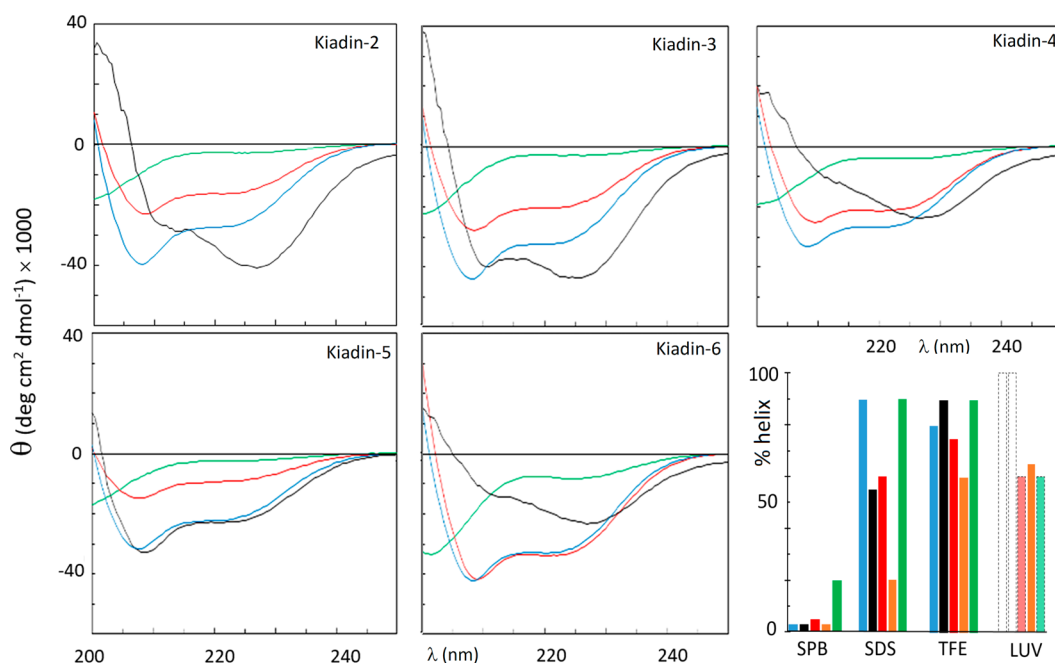 40
Kiadin-2
Kiadin-3
Kiadin-4
0
-40
θ (deg cm² dmol⁻¹) × 1000
220 λ (nm) 240
40
Kiadin-5
Kiadin-6
0
-40
200 220 240 λ (nm) 220 240
100
% helix
50
0
SPB SDS TFE LUV